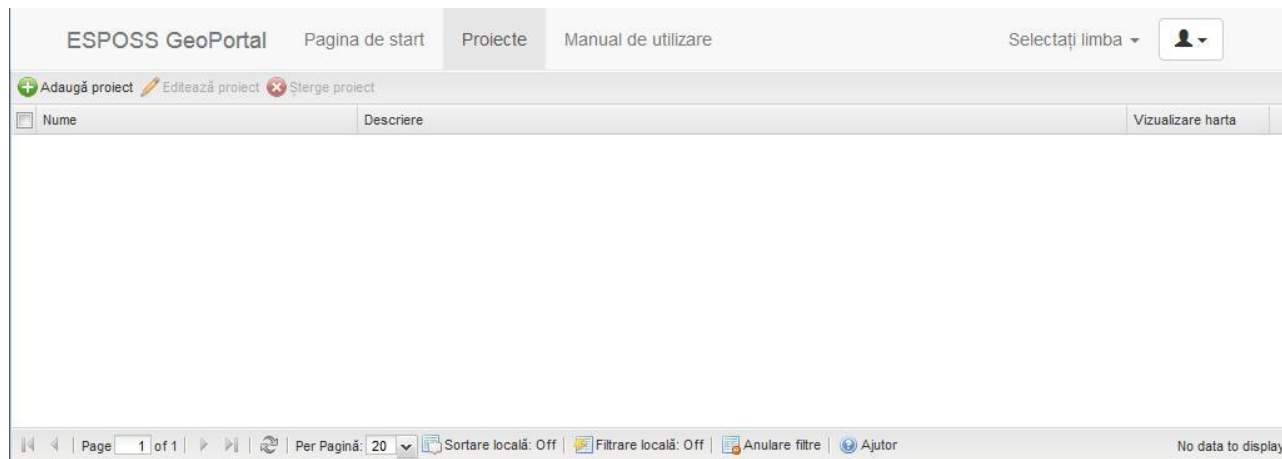 ESPOSS GeoPortal Pagina de start Proiecte Manual de utilizare Selectați limba
Adaugă proiect Editează proiect Șterge proiect
Nume Descriere Vizualizare harta
Page 1 of 1 Per Pagină: 20 Sortare locală: Off Filtrare locală: Off Anulare filtre Ajutor No data to display